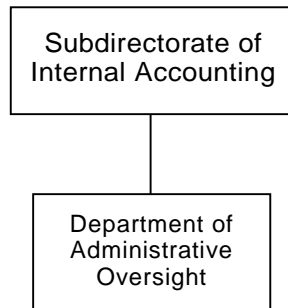 Subdirectorate of
Internal Accounting
Department of
Administrative
Oversight